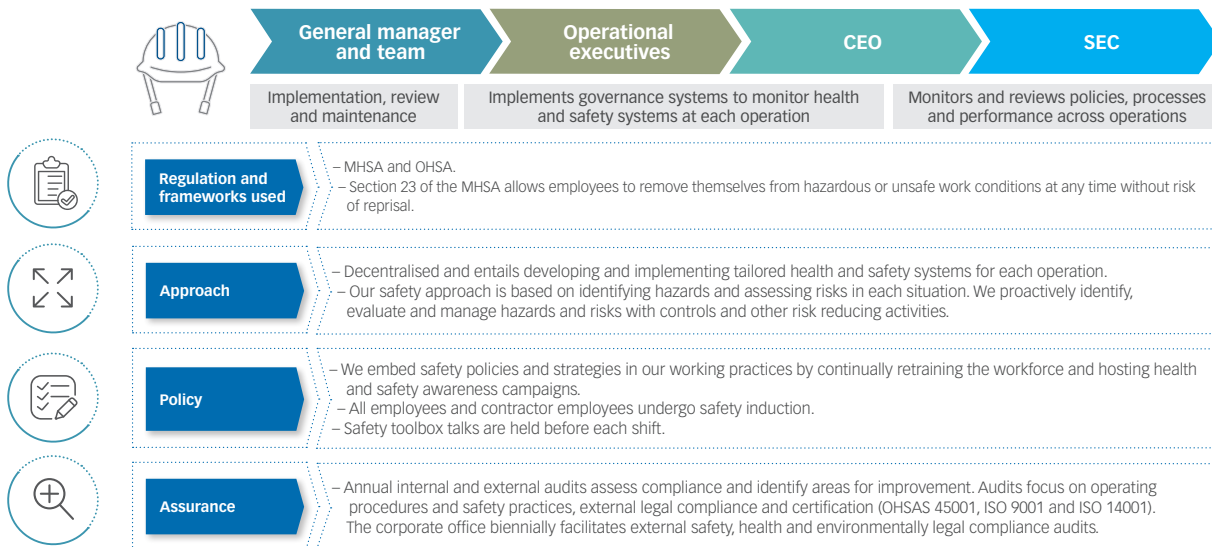 General manager
and team
Operational
executives
CEO
SEC
Implementation, review
and maintenance
Implements governance systems to monitor health
and safety systems at each operation
Monitors and reviews policies, processes
and performance across operations
Regulation and
frameworks used
– MHSA and OHSA.
– Section 23 of the MHSA allows employees to remove themselves from hazardous or unsafe work conditions at any time without risk
of reprisal.
Approach
– Decentralised and entails developing and implementing tailored health and safety systems for each operation.
– Our safety approach is based on identifying hazards and assessing risks in each situation. We proactively identify,
evaluate and manage hazards and risks with controls and other risk reducing activities.
Policy
– We embed safety policies and strategies in our working practices by continually retraining the workforce and hosting health
and safety awareness campaigns.
– All employees and contractor employees undergo safety induction.
– Safety toolbox talks are held before each shift.
Assurance
– Annual internal and external audits assess compliance and identify areas for improvement. Audits focus on operating
procedures and safety practices, external legal compliance and certification (OHSAS 45001, ISO 9001 and ISO 14001).
The corporate office biennially facilitates external safety, health and environmentally legal compliance audits.